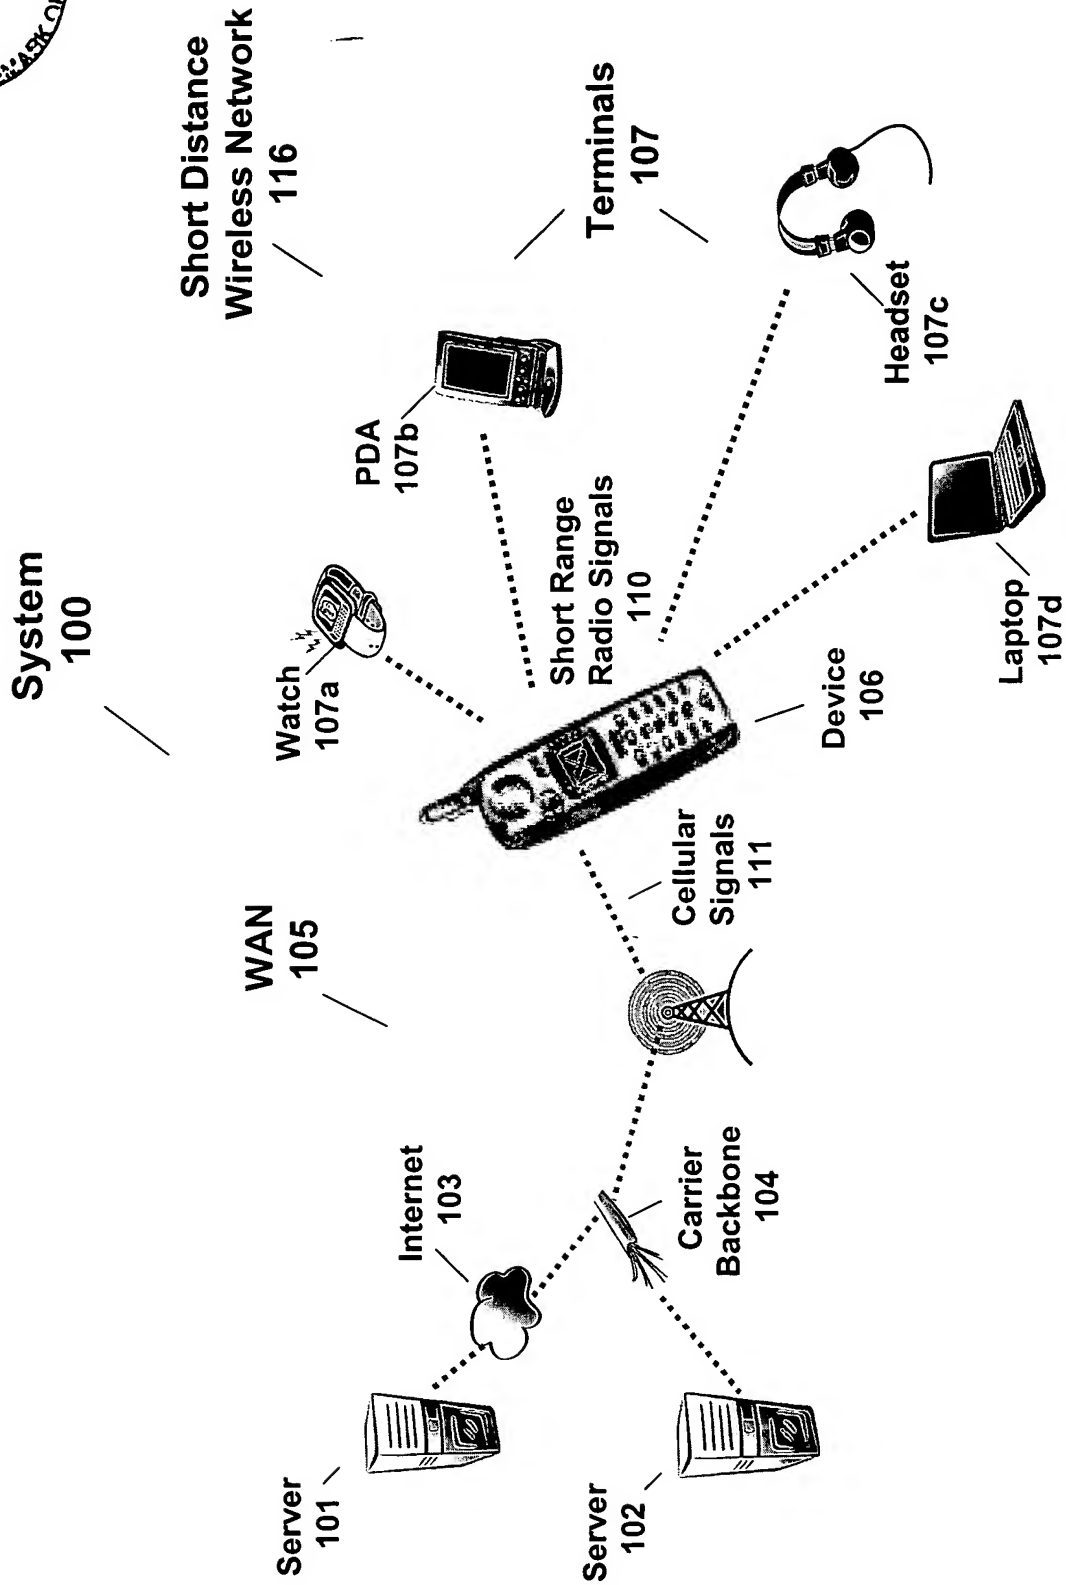 System
100
Short Distance
Wireless Network
116
WAN
105
Terminals
107
Watch
107a
PDA
107b
Internet
103
Short Range
Radio Signals
110
Server
101
Server
102
Carrier
Backbone
104
Cellular
Signals
111
Device
106
Headset
107c
Laptop
107d